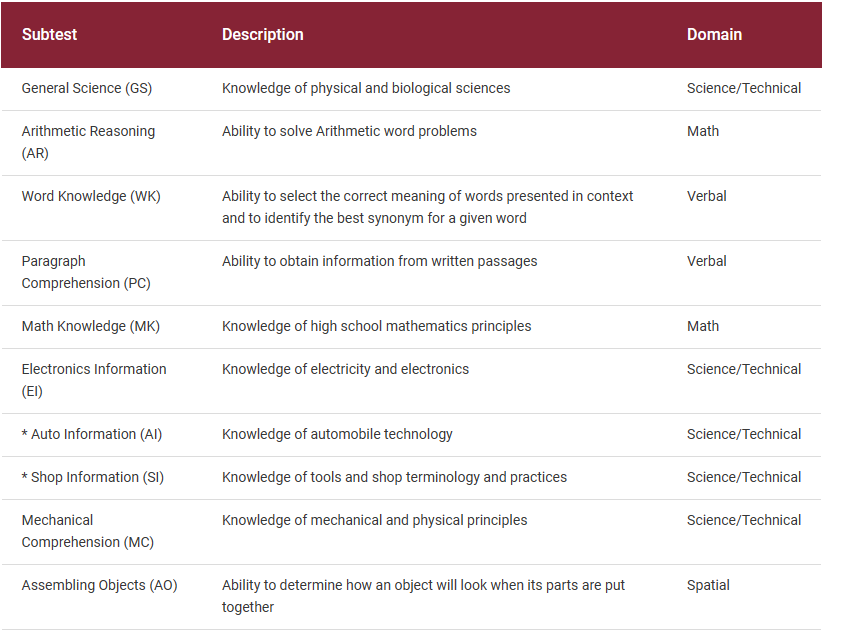 Subtest Description Domain
General Science (GS) Knowledge of physical and biological sciences Science/Technical
Arithmetic Reasoning Ability to solve Arithmetic word problems Math
(AR)
Word Knowledge (WK) Ability to select the correct meaning of words presented in context Verbal
and to identify the best synonym for a given word
Paragraph Ability to obtain information from written passages Verbal
Comprehension (PC)
Math Knowledge (MK) Knowledge of high school mathematics principles Math
Electronics Information Knowledge of electricity and electronics Science/Technical
(EI)
* Auto Information (AI) Knowledge of automobile technology Science/Technical
* Shop Information (SI) Knowledge of tools and shop terminology and practices Science/Technical
Mechanical Knowledge of mechanical and physical principles Science/Technical
Comprehension (MC)
Assembling Objects (AO) Ability to determine how an object will look when its parts are put Spatial
together